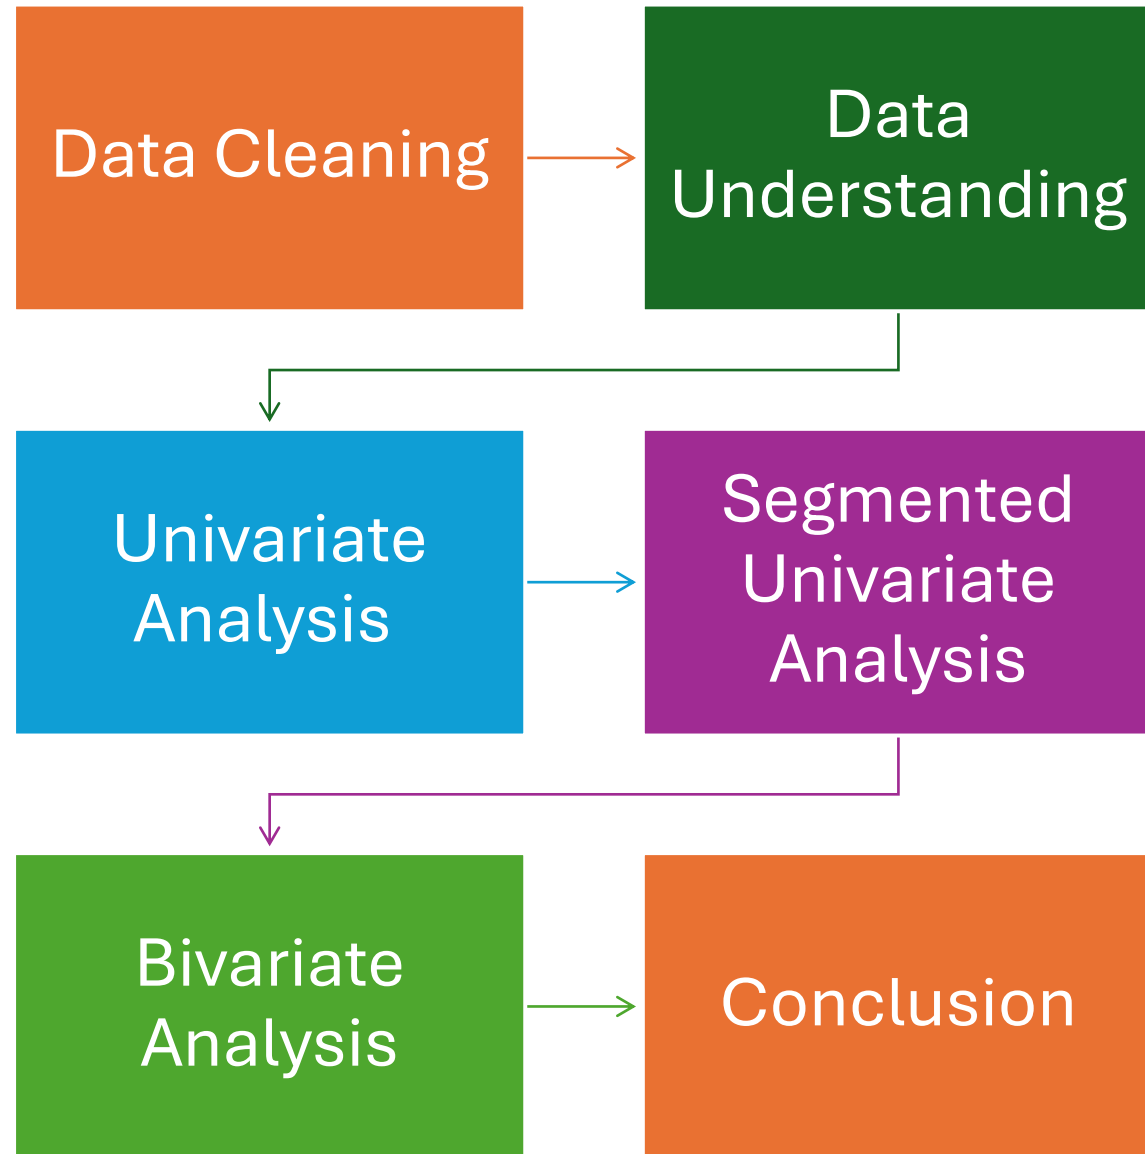 Data Cleaning
Data
Understanding
Univariate
Analysis
Segmented
Univariate
Analysis
Bivariate
Analysis
Conclusion